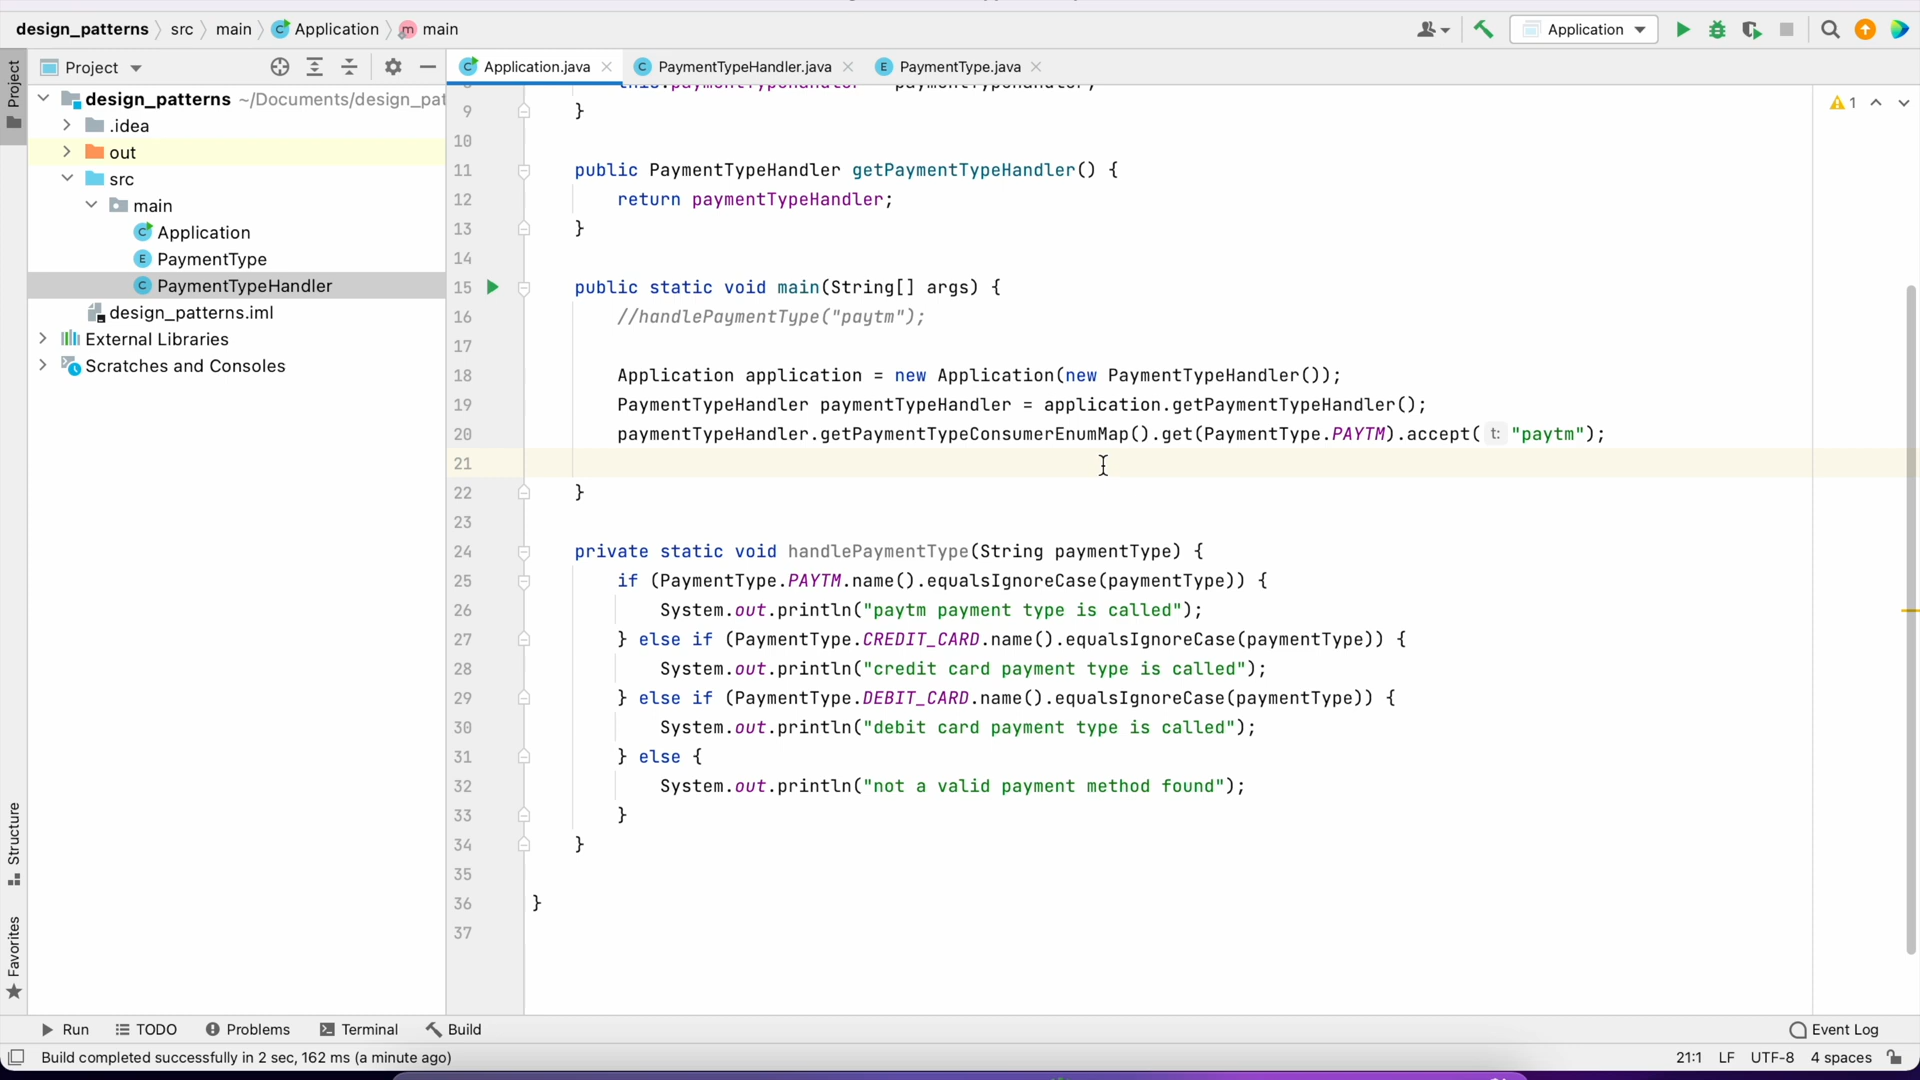 design_patterns src main Application main
Application
Project
Application.java PaymentTypeHandler.java PaymentType.java
design_patterns ~/Documents/design_pat
.idea
out
src
main
Application
PaymentType
PaymentTypeHandler
design_patterns.iml
External Libraries
Scratches and Consoles
Project
Structure
Favorites
1
9 }
10
11 public PaymentTypeHandler getPaymentTypeHandler() {
12 return paymentTypeHandler;
13 }
14
15 public static void main(String[] args) {
16 //handlePaymentType("paytm");
17
18 Application application = new Application(new PaymentTypeHandler());
19 PaymentTypeHandler paymentTypeHandler = application.getPaymentTypeHandler();
20 paymentTypeHandler.getPaymentTypeConsumerEnumMap().get(PaymentType.PAYTM).accept( t: "paytm");
21
22 }
23
24 private static void handlePaymentType(String paymentType) {
25 if (PaymentType.PAYTM.name().equalsIgnoreCase(paymentType)) {
26 System.out.println("paytm payment type is called");
27 } else if (PaymentType.CREDIT_CARD.name().equalsIgnoreCase(paymentType)) {
28 System.out.println("credit card payment type is called");
29 } else if (PaymentType.DEBIT_CARD.name().equalsIgnoreCase(paymentType)) {
30 System.out.println("debit card payment type is called");
31 } else {
32 System.out.println("not a valid payment method found");
33 }
34 }
35
36 }
37
Run TODO Problems Terminal Build Event Log
Build completed successfully in 2 sec, 162 ms (a minute ago) 21:1 LF UTF-8 4 spaces